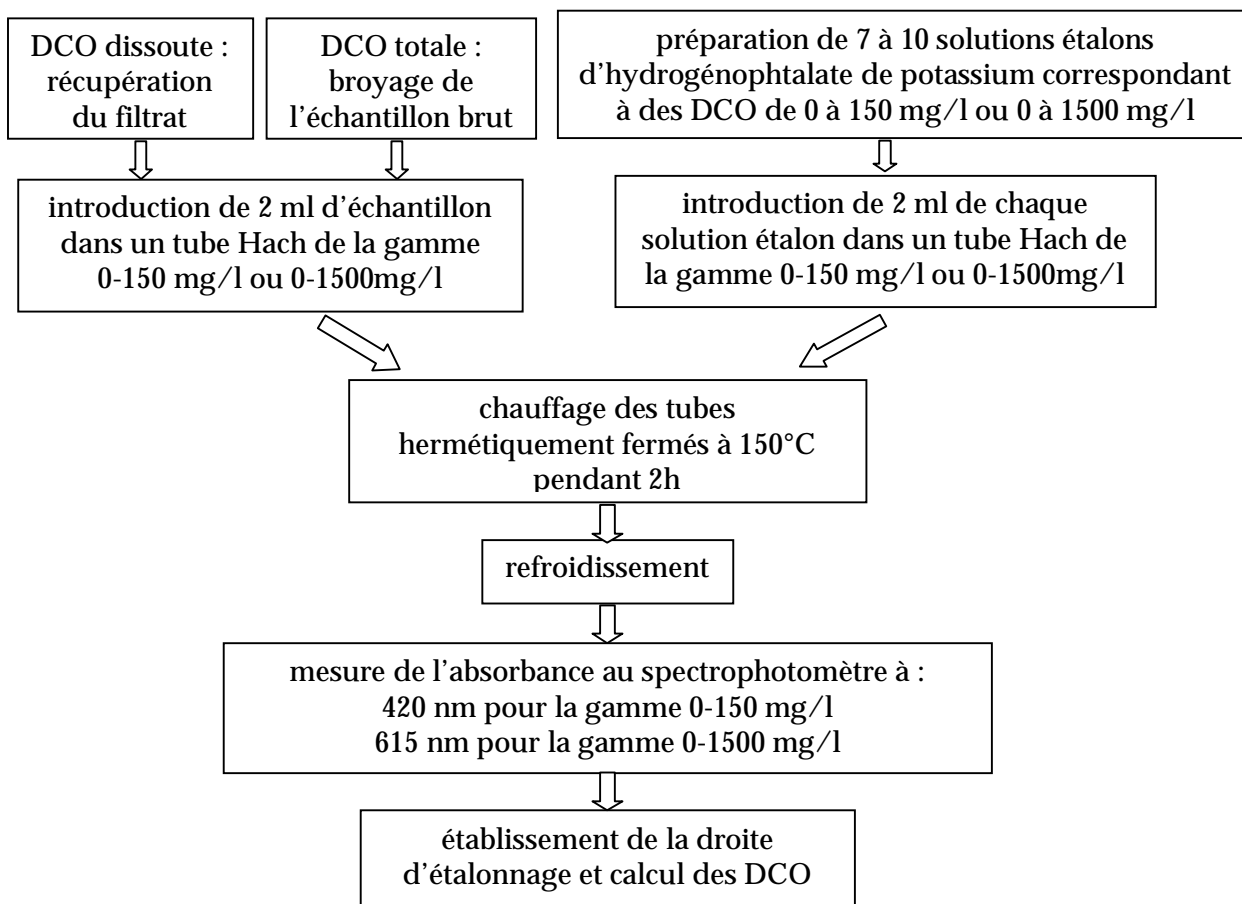 DCO dissoute :
récupération
du filtrat
DCO totale :
broyage de
l'échantillon brut
préparation de 7 à 10 solutions étalons
d'hydrogénophtalate de potassium correspondant
à des DCO de 0 à 150 mg/l ou 0 à 1500 mg/l
introduction de 2 ml d'échantillon
dans un tube Hach de la gamme
0-150 mg/l ou 0-1500mg/l
introduction de 2 ml de chaque
solution étalon dans un tube Hach de
la gamme 0-150 mg/l ou 0-1500mg/l
chauffage des tubes
hermétiquement fermés à 150°C
pendant 2h
refroidissement
mesure de l'absorbance au spectrophotomètre à :
420 nm pour la gamme 0-150 mg/l
615 nm pour la gamme 0-1500 mg/l
établissement de la droite
d'étalonnage et calcul des DCO